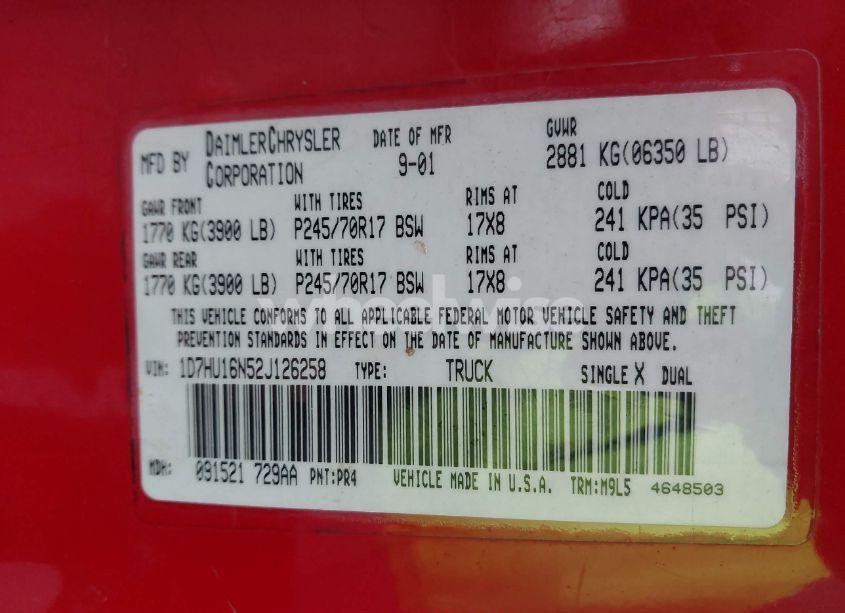 MFD BY DAIMLERCHRYSLER CORPORATION DATE OF MFR 9-01 GVWR 2881 KG(06350 LB)
GAWR FRONT WITH TIRES RIMS AT COLD
1770 KG(3900 LB) P245/70R17 BSW 17X8 241 KPA(35 PSI)
GAWR REAR WITH TIRES RIMS AT COLD
1770 KG(3900 LB) P245/70R17 BSW 17X8 241 KPA(35 PSI)
wheelwise
THIS VEHICLE CONFORMS TO ALL APPLICABLE FEDERAL MOTOR VEHICLE SAFETY AND THEFT
PREVENTION STANDARDS IN EFFECT ON THE DATE OF MANUFACTURE SHOWN ABOVE.
VIN: 1D7HU16N52J126258 TYPE: TRUCK SINGLE X DUAL
MDH: 091521 729AA PNT:PR4 VEHICLE MADE IN U.S.A. TRM:M9L5 4648503